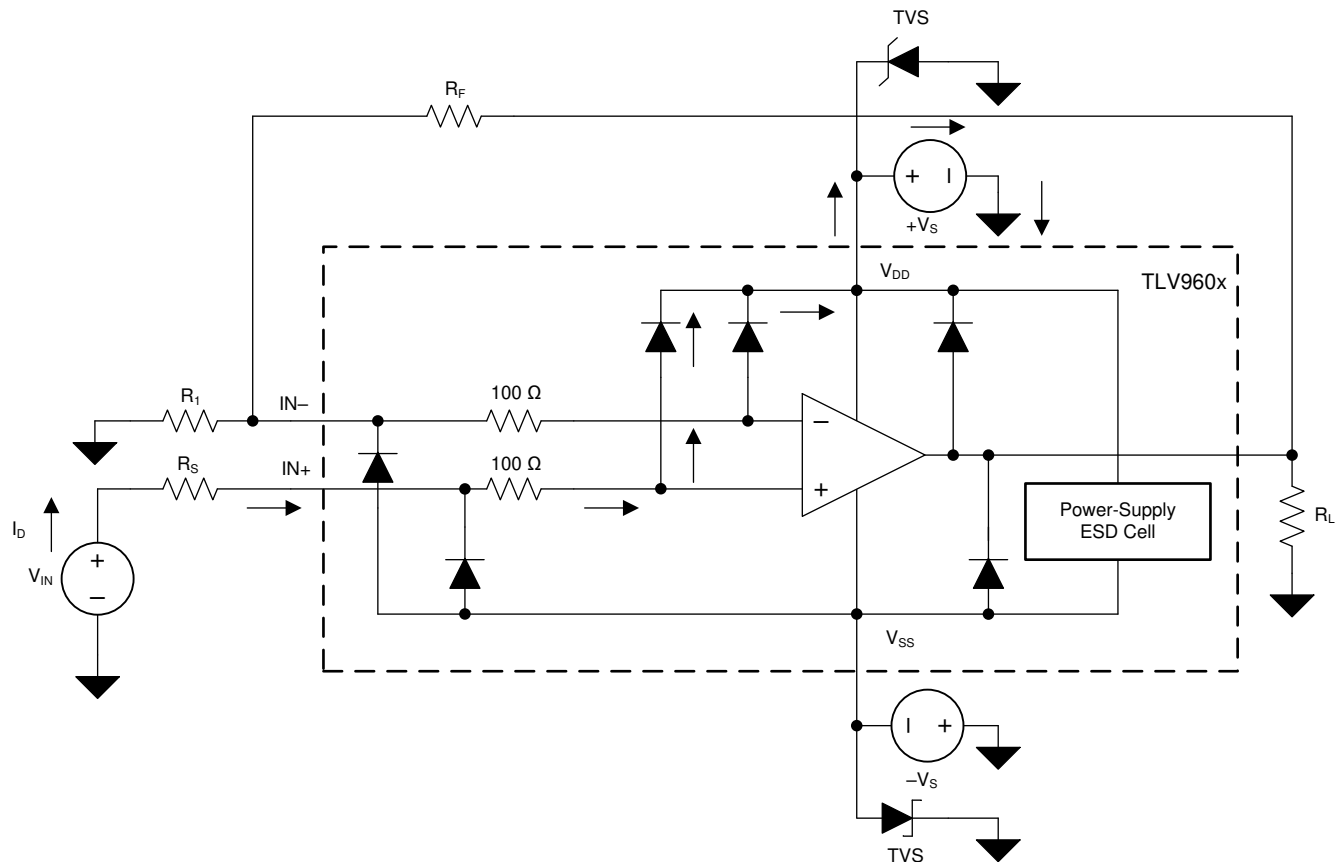 TVS
R_F
+ –
+V_S
V_DD
TLV960x
R_1
IN–
100 Ω
R_S
IN+
100 Ω
–
+
I_D
V_IN
+
–
Power-Supply
ESD Cell
R_L
V_SS
– +
–V_S
TVS